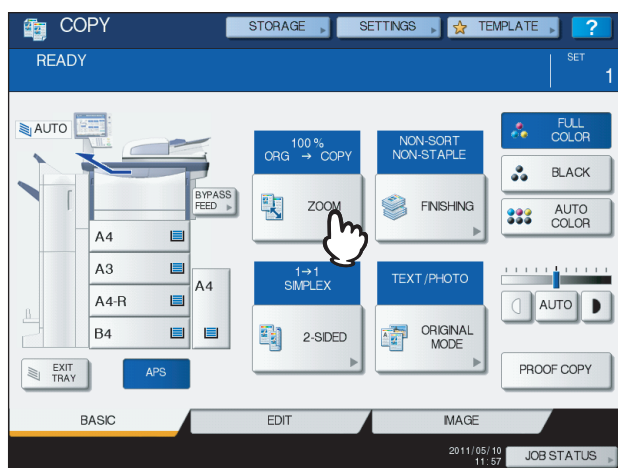 COPY
STORAGE
SETTINGS
TEMPLATE
?
READY
SET
1
AUTO
BYPASS
FEED
A4
A3
A4-R
B4
A4
EXIT
TRAY
APS
100 %
ORG → COPY
ZOOM
NON-SORT
NON-STAPLE
FINISHING
1→1
SIMPLEX
2-SIDED
TEXT/PHOTO
ORIGINAL
MODE
FULL
COLOR
BLACK
AUTO
COLOR
AUTO
PROOF COPY
BASIC
EDIT
IMAGE
2011/05/10
11:57
JOB STATUS